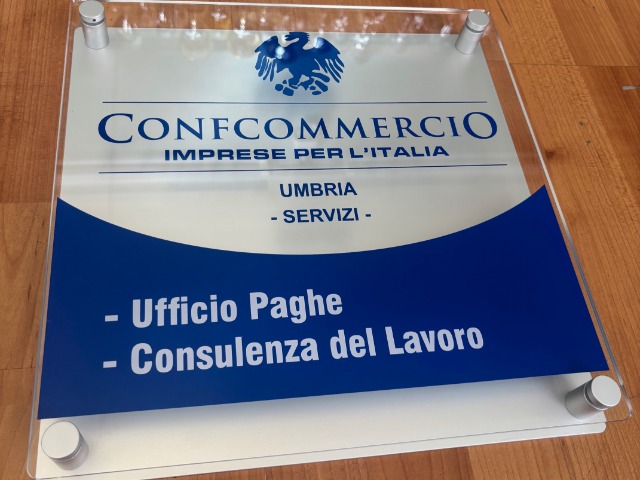 CONFCOMMERCIO
IMPRESE PER L'ITALIA
UMBRIA
- SERVIZI -
- Ufficio Paghe
- Consulenza del Lavoro